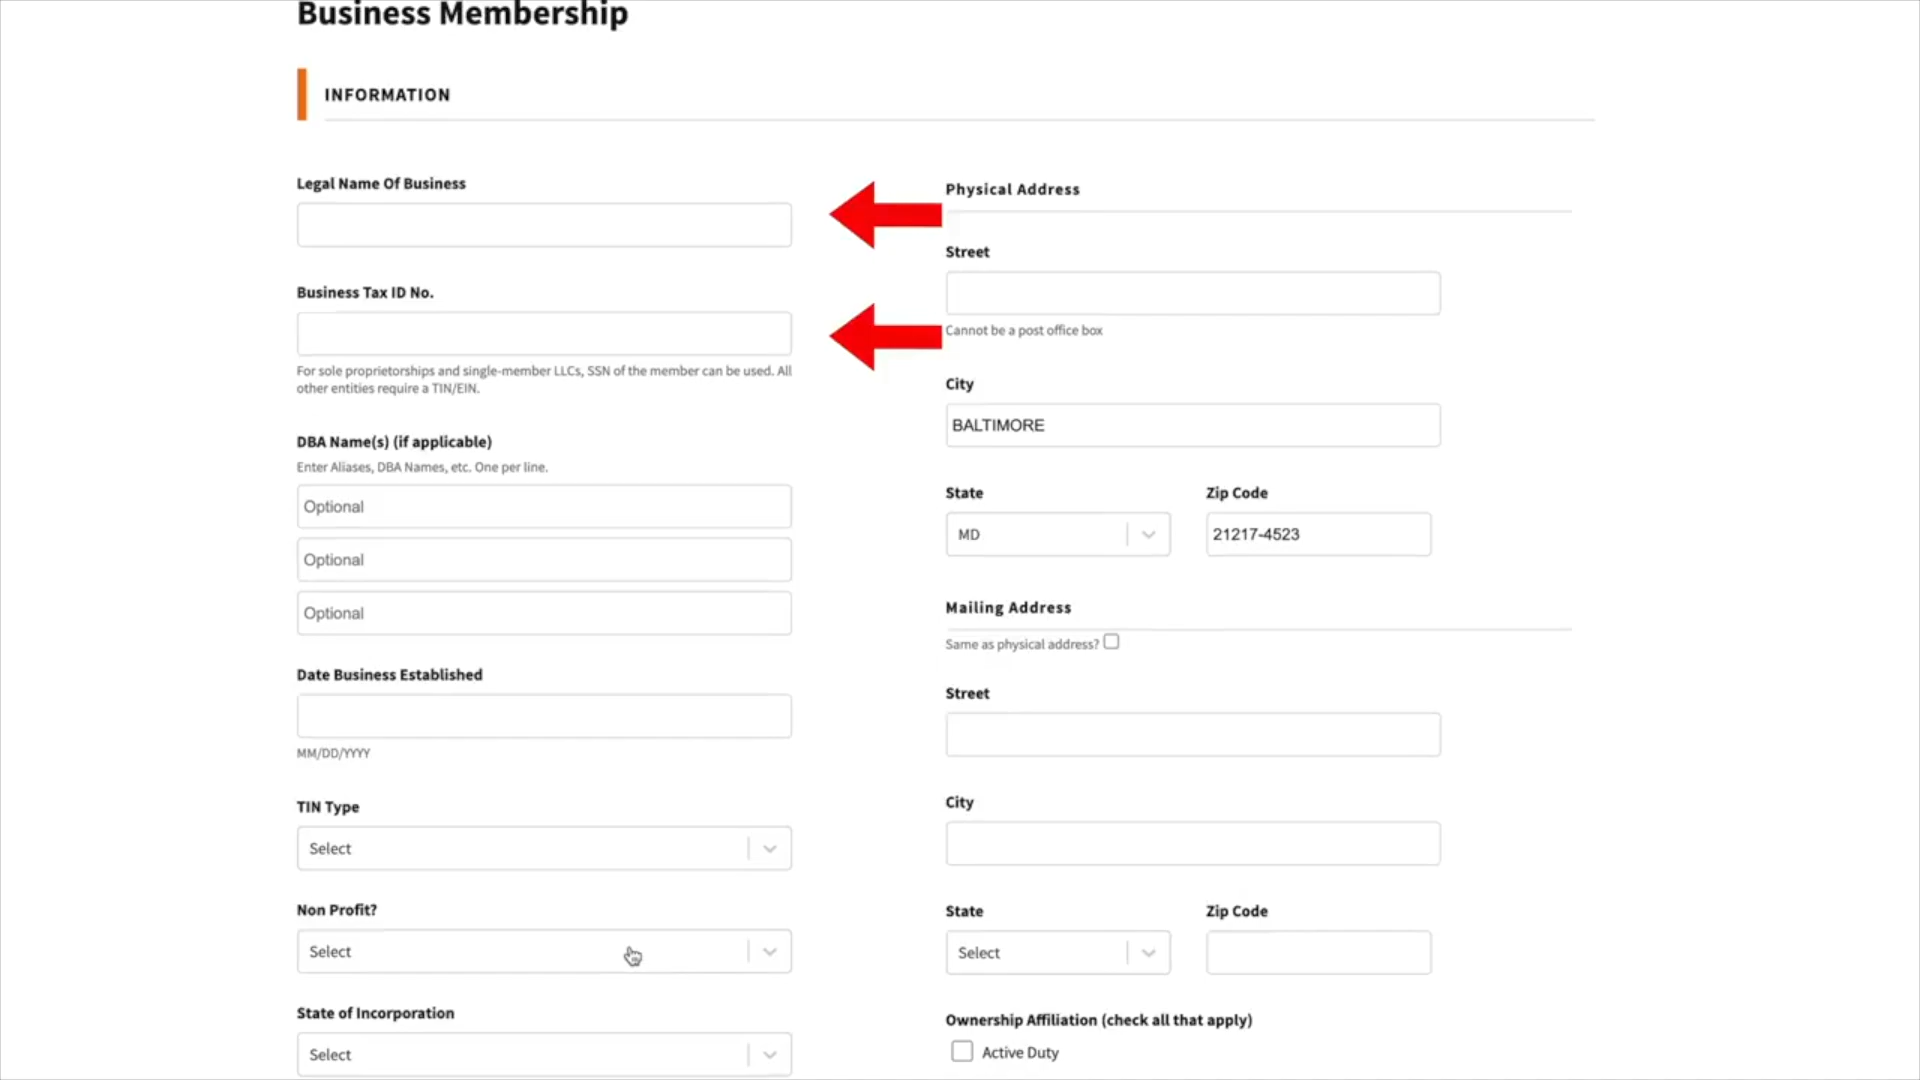 Business Membership
INFORMATION
Legal Name Of Business
Business Tax ID No.
For sole proprietorships and single-member LLCs, SSN of the member can be used. All
other entities require a TIN/EIN.
DBA Name(s) (if applicable)
Enter Aliases, DBA Names, etc. One per line.
Optional
Optional
Optional
Date Business Established
MM/DD/YYYY
TIN Type
Select
Non Profit?
Select
State of Incorporation
Select
Physical Address
Street
Cannot be a post office box
City
BALTIMORE
State
Zip Code
MD
21217-4523
Mailing Address
Same as physical address?
Street
City
State
Zip Code
Select
Ownership Affiliation (check all that apply)
Active Duty